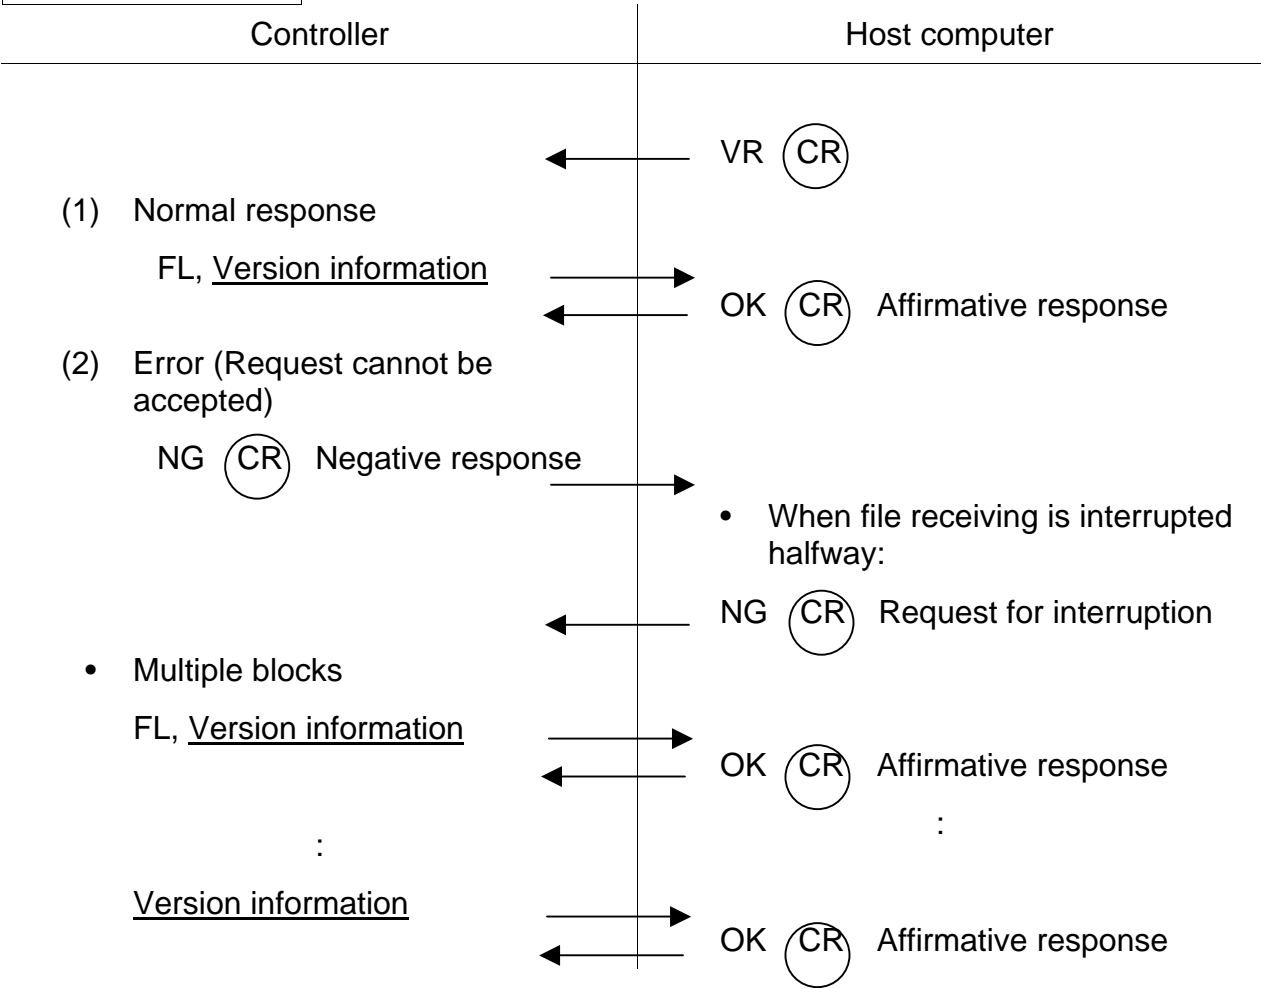 Controller
Host computer
VR CR
(1) Normal response
FL, Version information
OK CR Affirmative response
(2) Error (Request cannot be
accepted)
NG CR Negative response
• When file receiving is interrupted
halfway:
NG CR Request for interruption
• Multiple blocks
FL, Version information
OK CR Affirmative response
:
:
Version information
OK CR Affirmative response